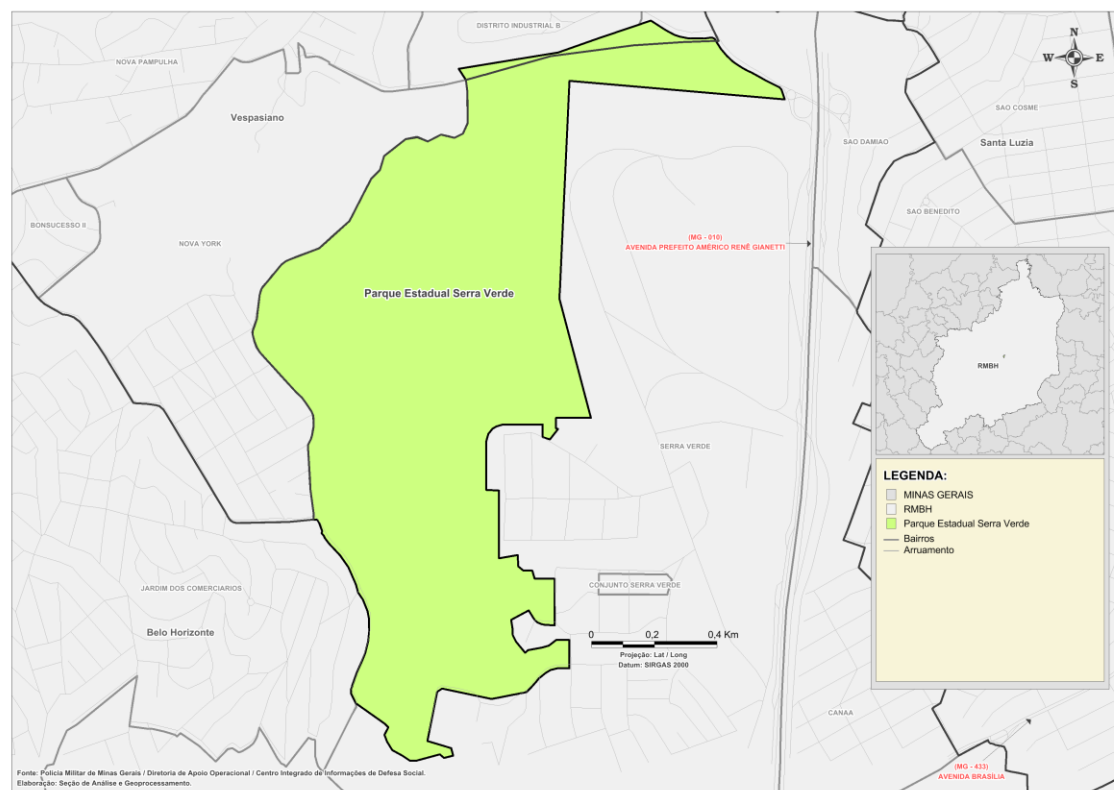 DISTRITO INDUSTRIAL B
NOVA PAMPULHA
N
W
E
S
SAO COSME
Vespasiano
SAO DAMIAO
Santa Luzia
SAO BENEDITO
BONSUCESSO II
NOVA YORK
(MG - 010)
AVENIDA PREFEITO AMÉRICO RENÊ GIANETTI
Parque Estadual Serra Verde
RMBH
SERRA VERDE
LEGENDA:
MINAS GERAIS
RMBH
Parque Estadual Serra Verde
Bairros
Arruamento
JARDIM DOS COMERCIARIOS
CONJUNTO SERRA VERDE
Belo Horizonte
0 0,2 0,4 Km
Projeção: Lat / Long
Datum: SIRGAS 2000
CANAA
(MG - 433)
AVENIDA BRASÍLIA
Fonte: Polícia Militar de Minas Gerais / Diretoria de Apoio Operacional / Centro Integrado de Informações de Defesa Social.
Elaboração: Seção de Análise e Geoprocessamento.